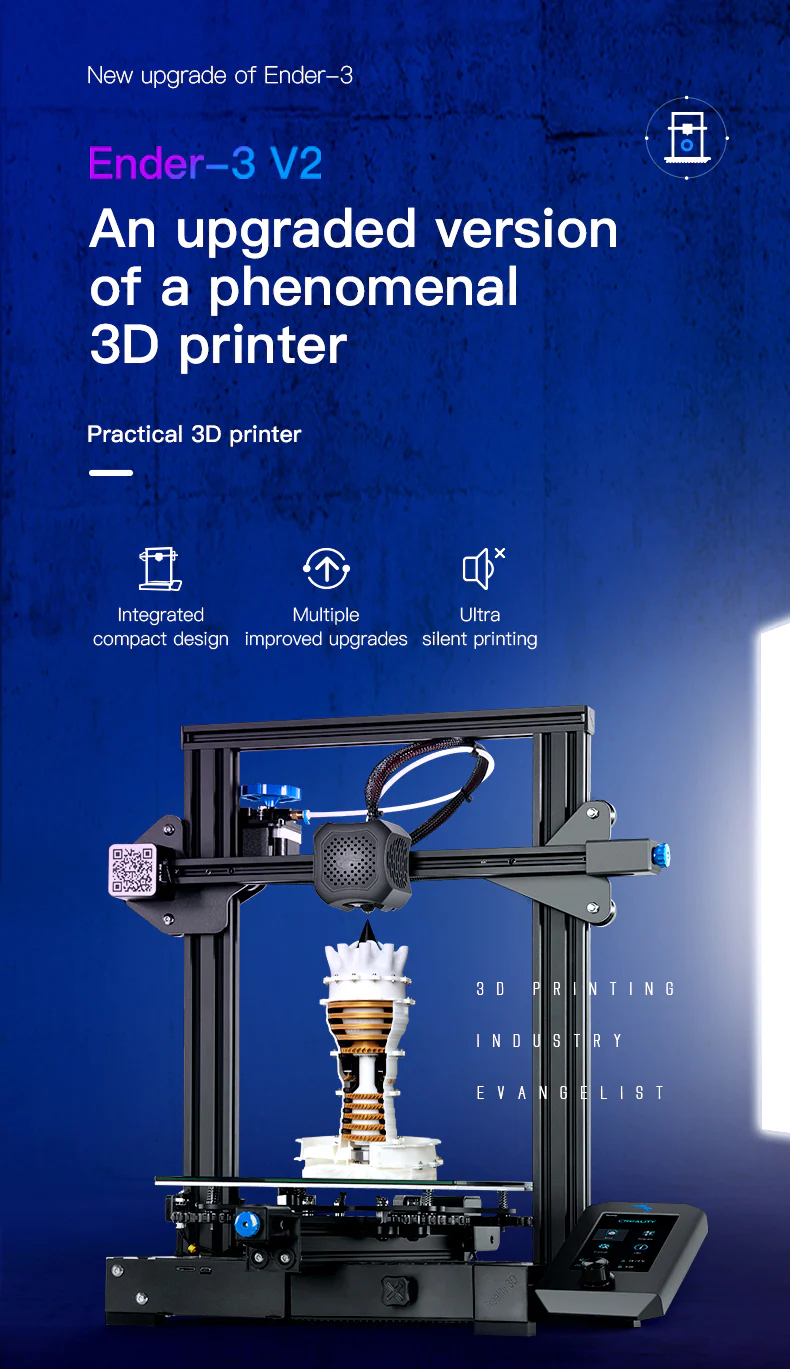 New upgrade of Ender-3
Ender-3 V2
An upgraded version
of a phenomenal
3D printer
Practical 3D printer
Integrated
compact design
Multiple
improved upgrades
Ultra
silent printing
3D PRINTING
INDUSTRY
EVANGELIST
CREALITY